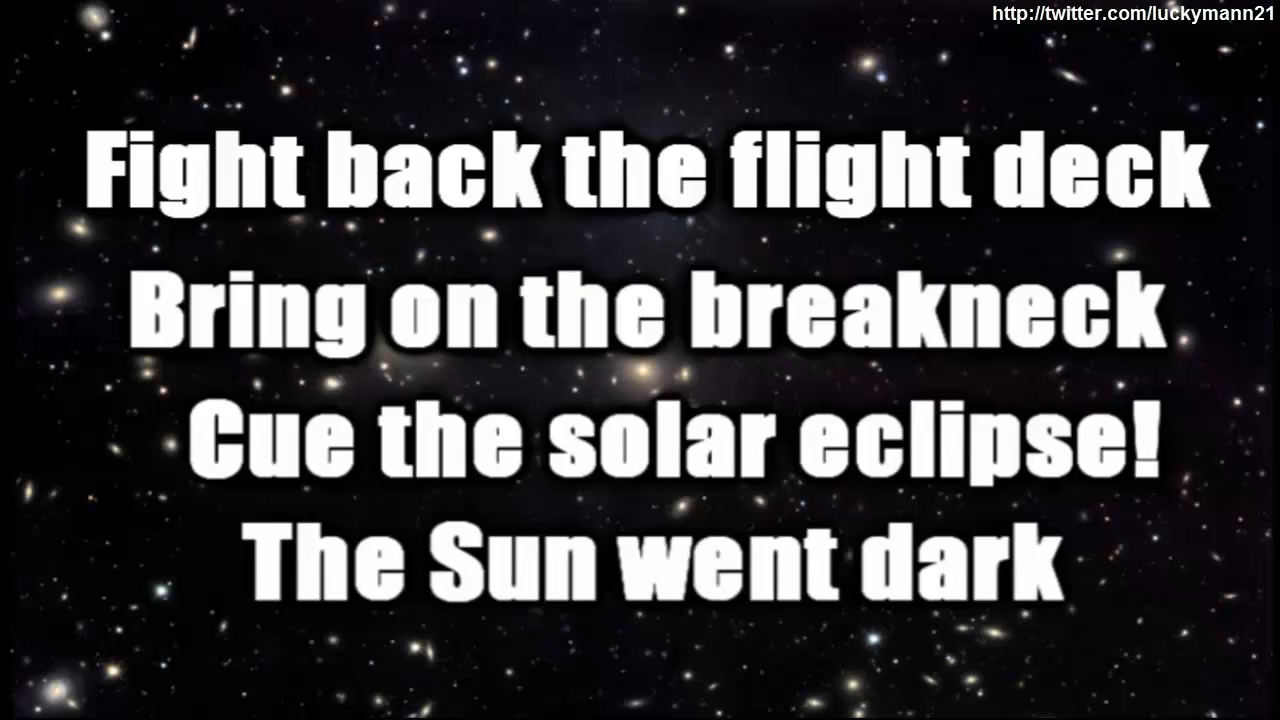 http://twitter.com/luckymann21
Fight back the flight deck
Bring on the breakneck
Cue the solar eclipse!
The Sun went dark